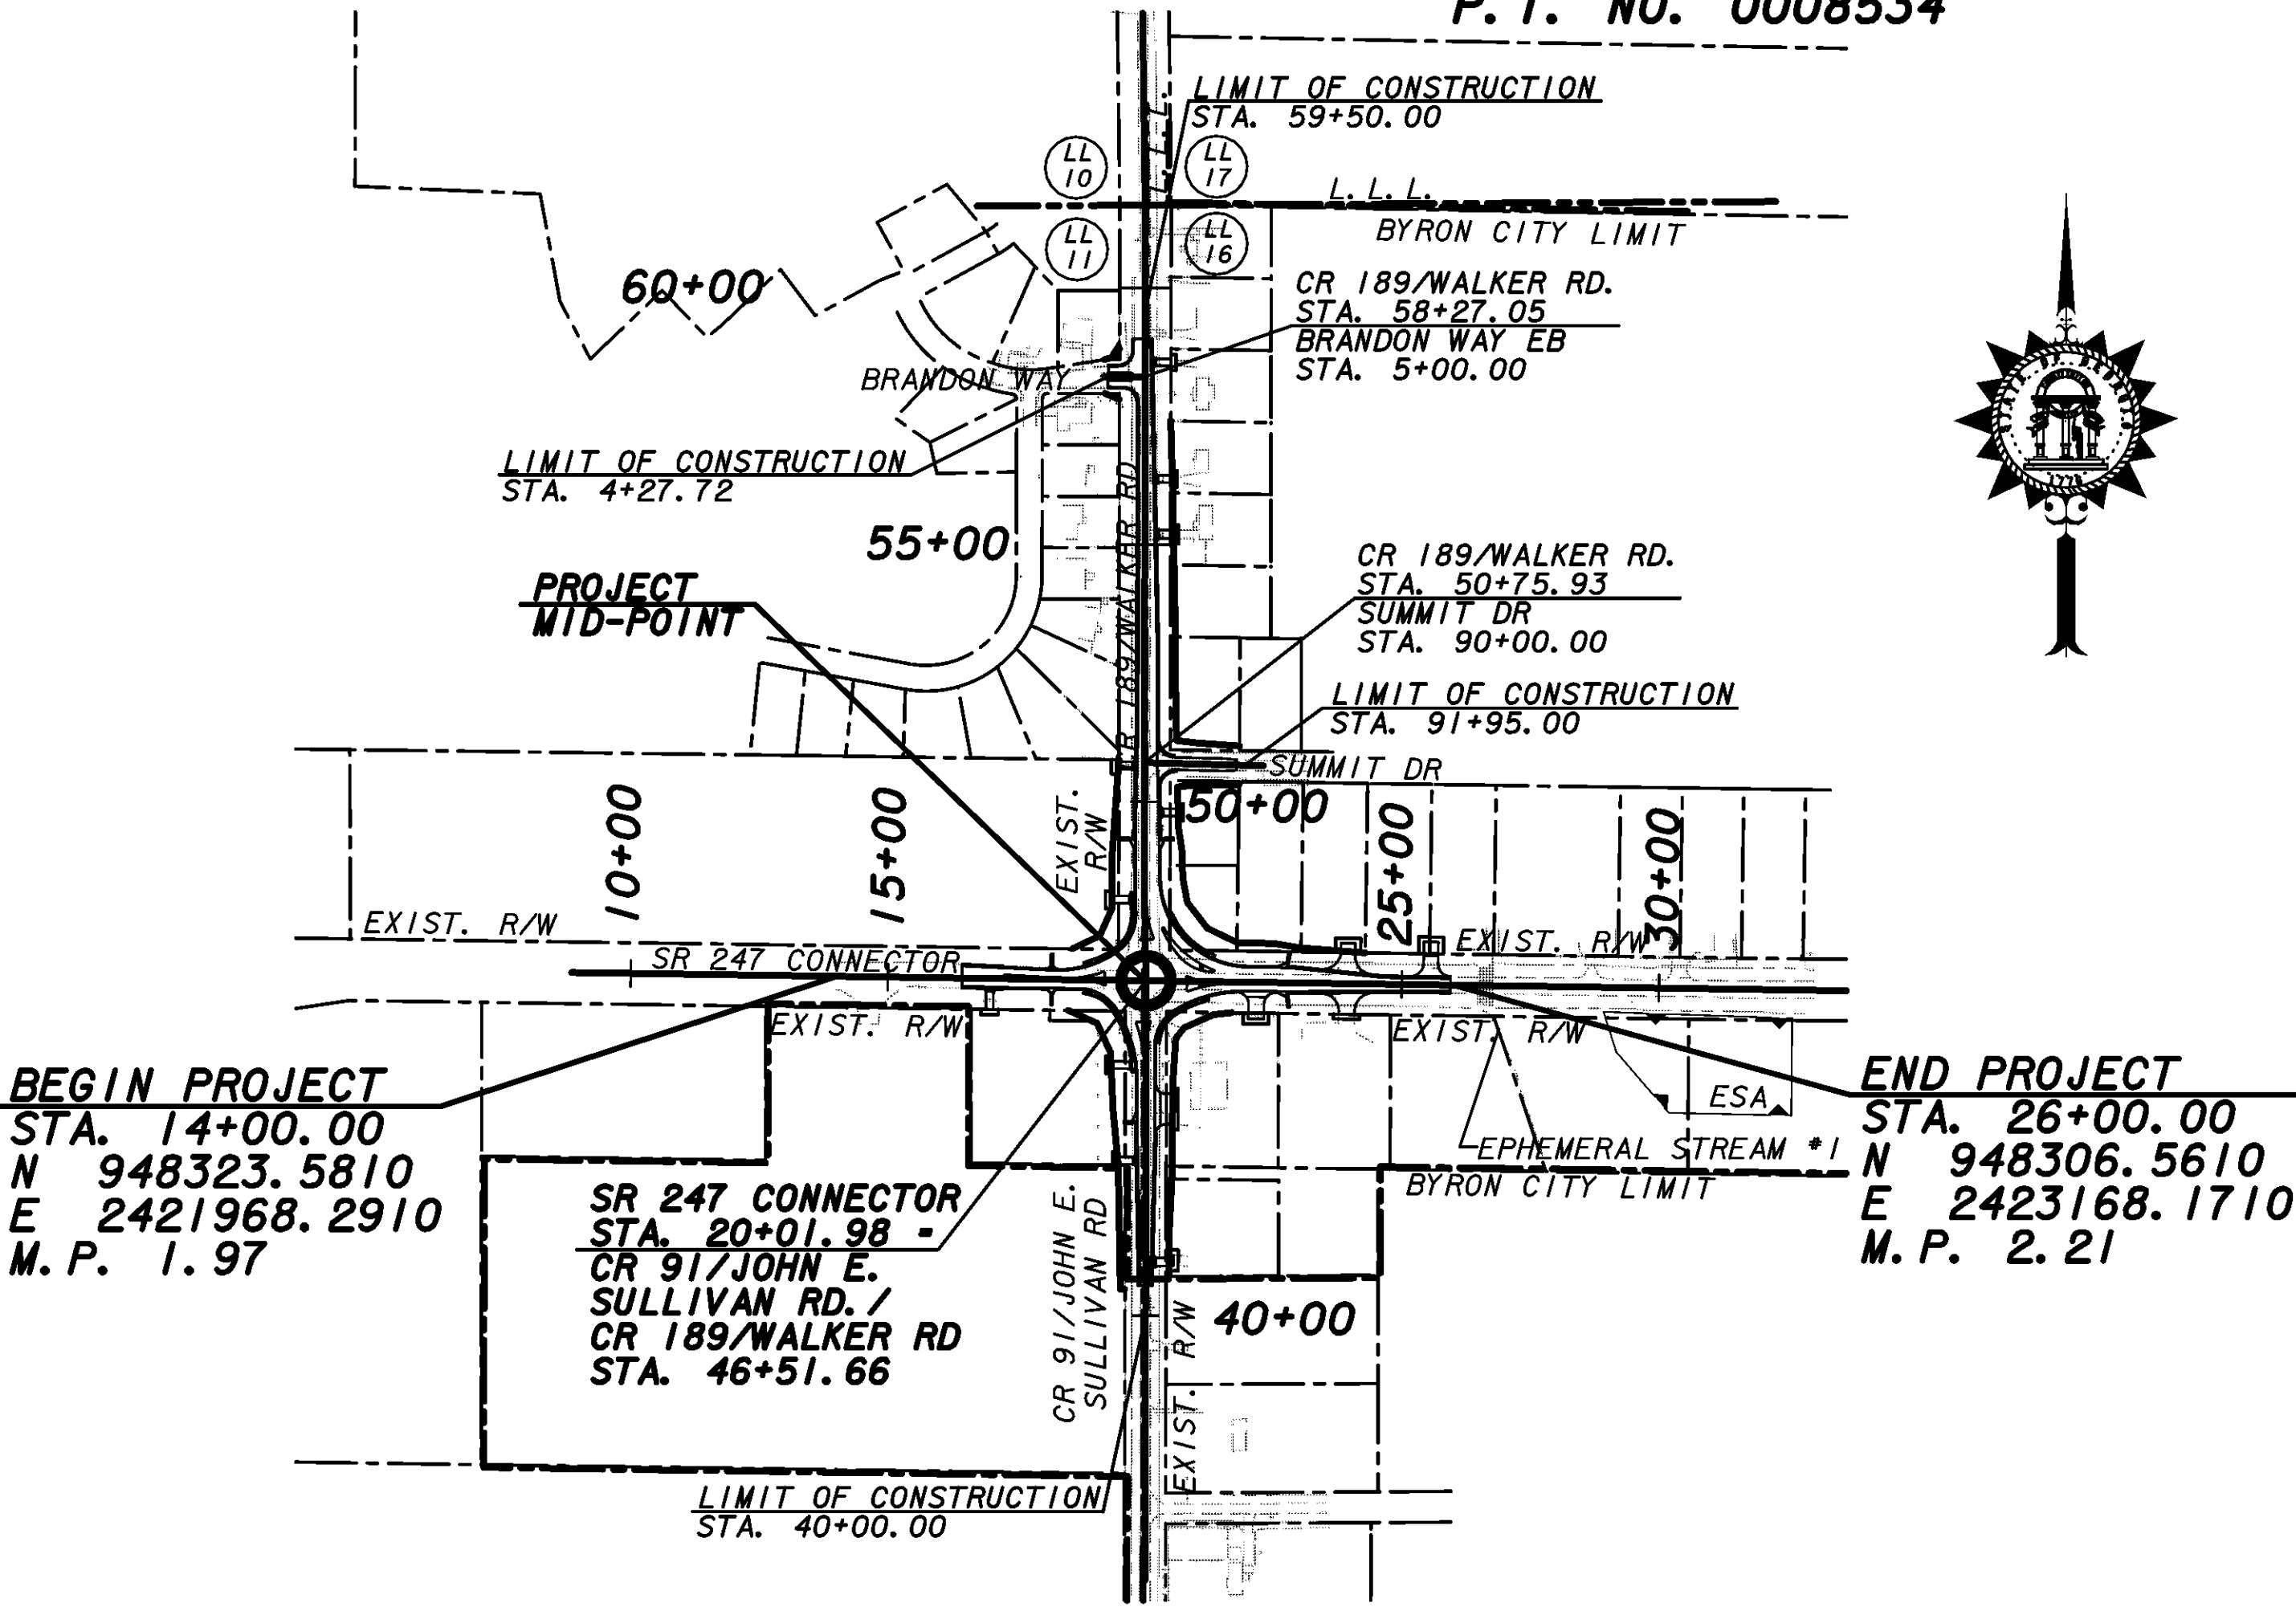 P. I. NO. 0008534
LIMIT OF CONSTRUCTION
STA. 59+50.00
L. L. L.
LL
10
LL
17
L. L. L.
BYRON CITY LIMIT
LL
11
LL
16
60+00
CR 189/WALKER RD.
STA. 58+27.05
BRANDON WAY EB
STA. 5+00.00
BRANDON WAY
LIMIT OF CONSTRUCTION
STA. 4+27.72
55+00
CR 189/WALKER RD
PROJECT
MID-POINT
CR 189/WALKER RD.
STA. 50+75.93
SUMMIT DR
STA. 90+00.00
LIMIT OF CONSTRUCTION
STA. 91+95.00
SUMMIT DR
50+00
10+00
15+00
EXIST.
R/W
25+00
30+00
EXIST. R/W
EXIST. R/W
SR 247 CONNECTOR
EXIST. R/W
EXIST. R/W
BEGIN PROJECT
STA. 14+00.00
N 948323.5810
E 2421968.2910
M.P. 1.97
END PROJECT
STA. 26+00.00
N 948306.5610
E 2423168.1710
M.P. 2.21
ESA
EPHEMERAL STREAM #1
BYRON CITY LIMIT
SR 247 CONNECTOR
STA. 20+01.98 =
CR 91/JOHN E.
SULLIVAN RD. /
CR 189/WALKER RD
STA. 46+51.66
CR 91/JOHN E.
SULLIVAN RD
40+00
EXIST. R/W
LIMIT OF CONSTRUCTION
STA. 40+00.00
STATE OF GEORGIA
1776